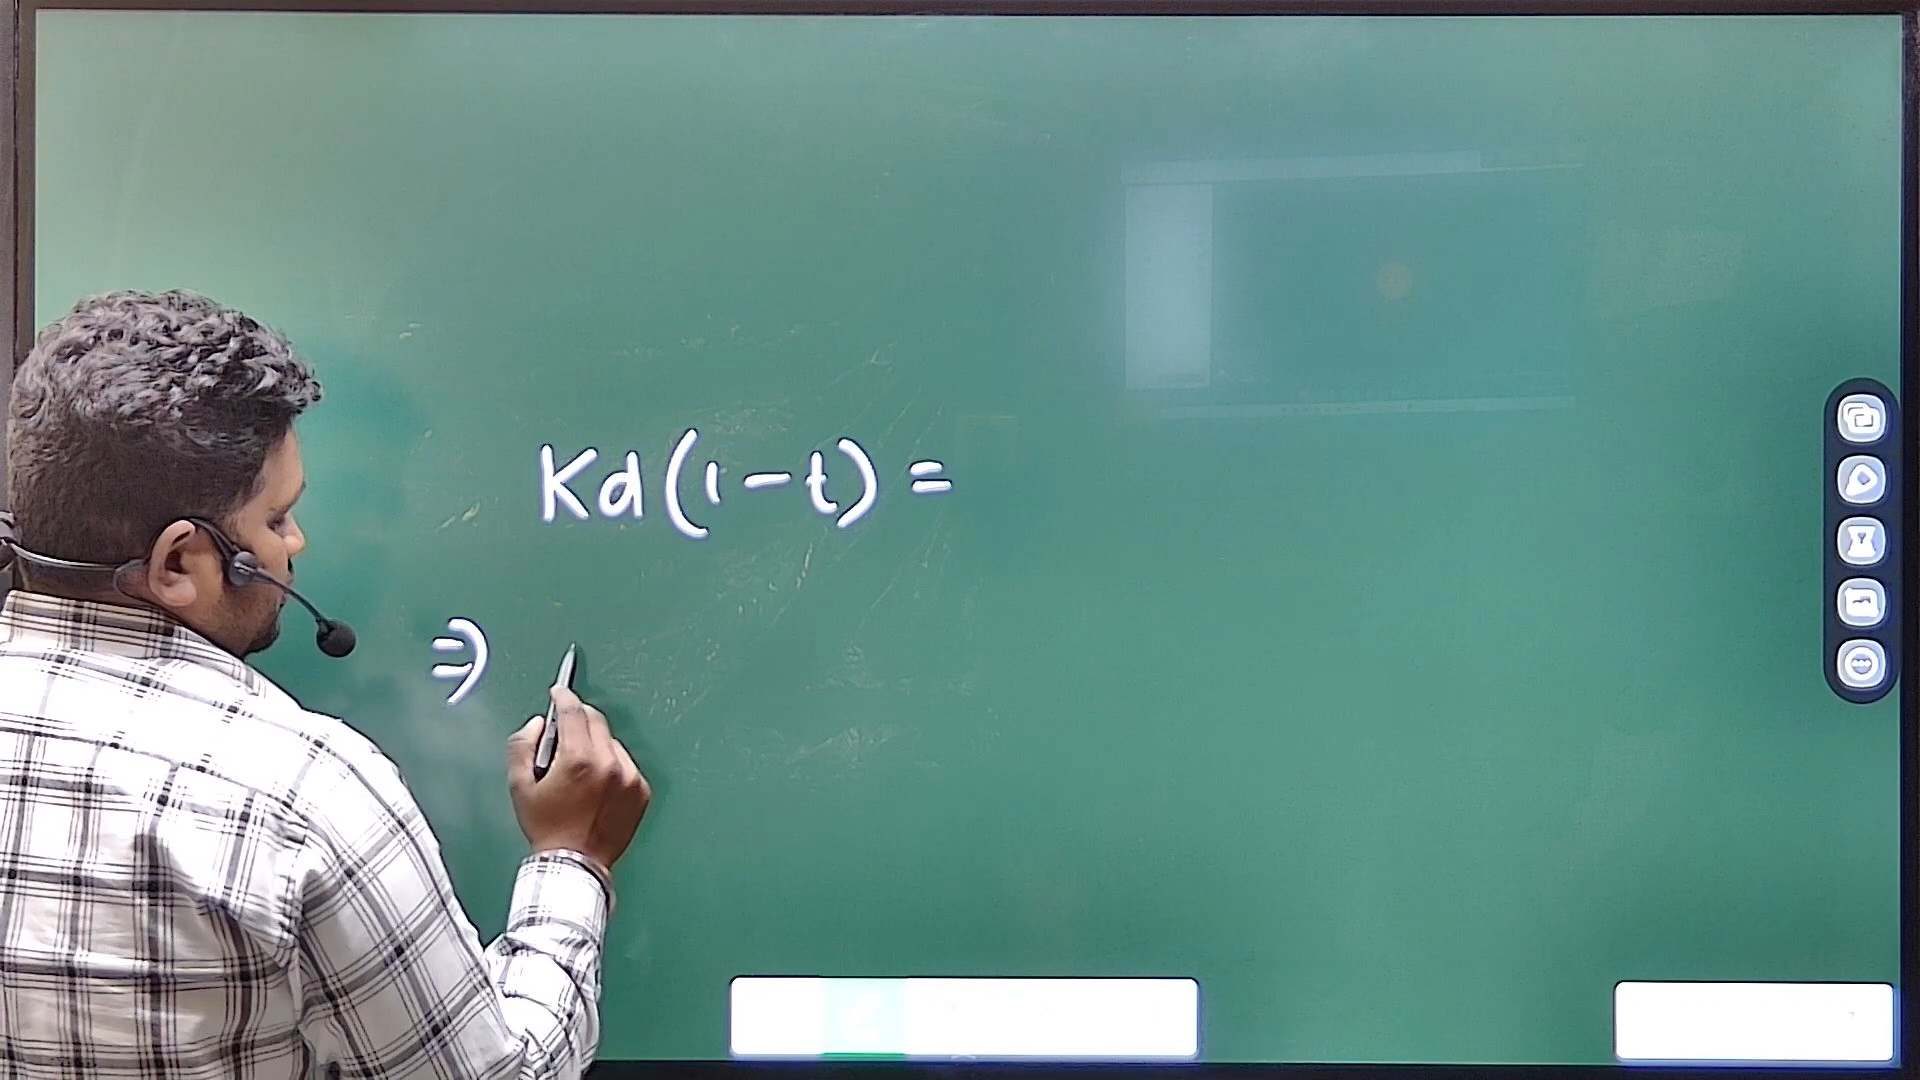 Kd(1-t) =
⇒